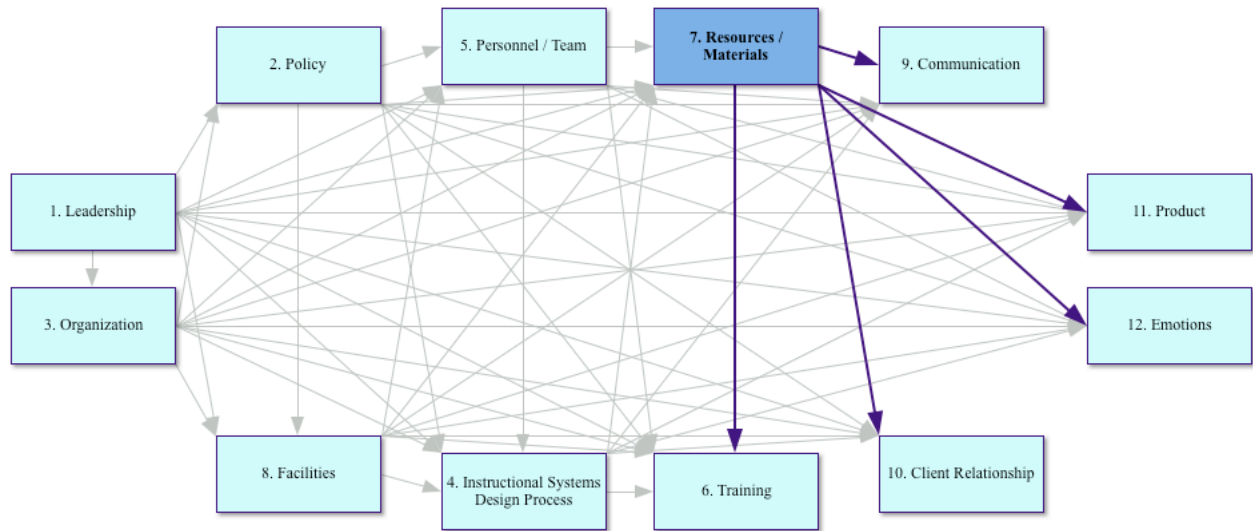 5. Personnel / Team
7. Resources /
Materials
2. Policy
9. Communication
1. Leadership
11. Product
3. Organization
12. Emotions
8. Facilities
4. Instructional Systems
Design Process
6. Training
10. Client Relationship